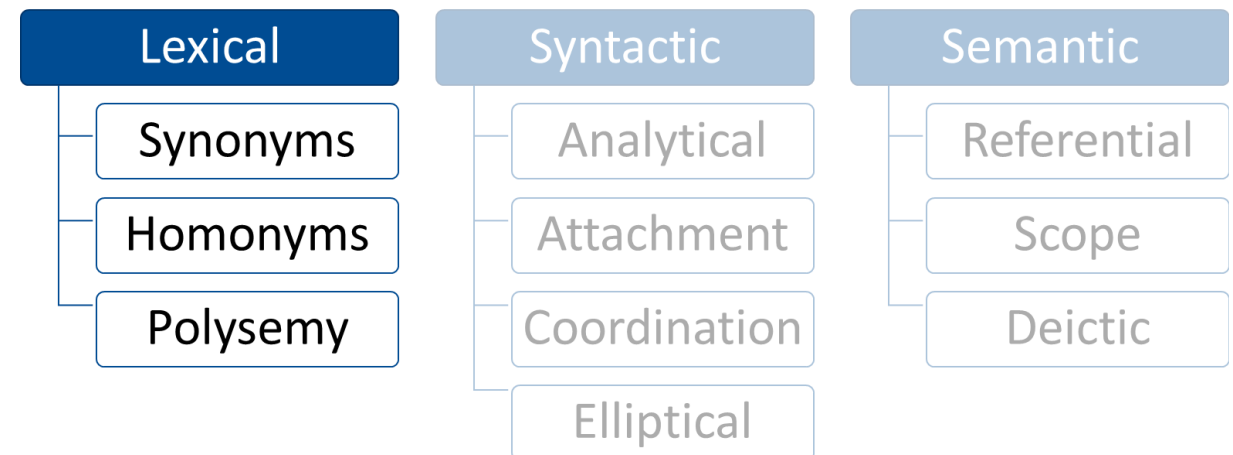 Lexical
Synonyms
Homonyms
Polysemy
Syntactic
Analytical
Attachment
Coordination
Elliptical
Semantic
Referential
Scope
Deictic